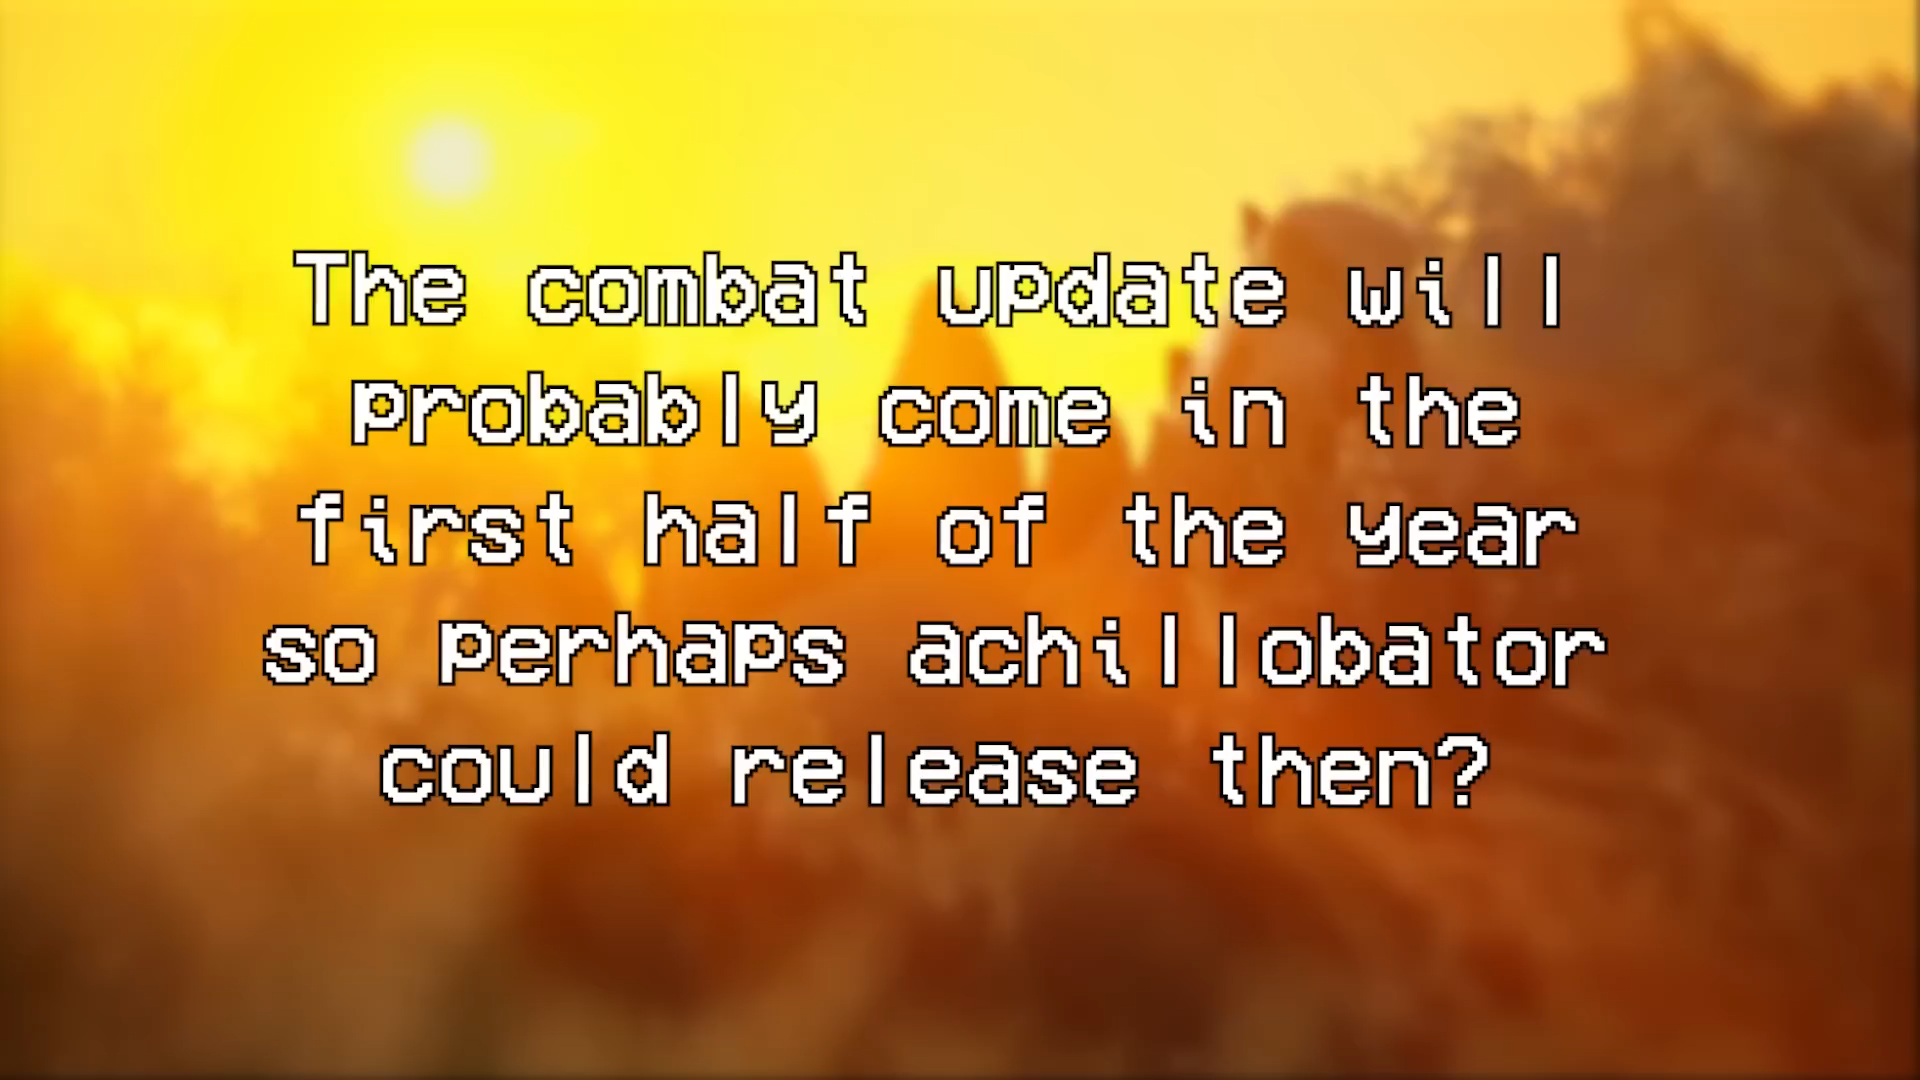 The combat update will
probably come in the
first half of the year
so perhaps achillobator
could release then?